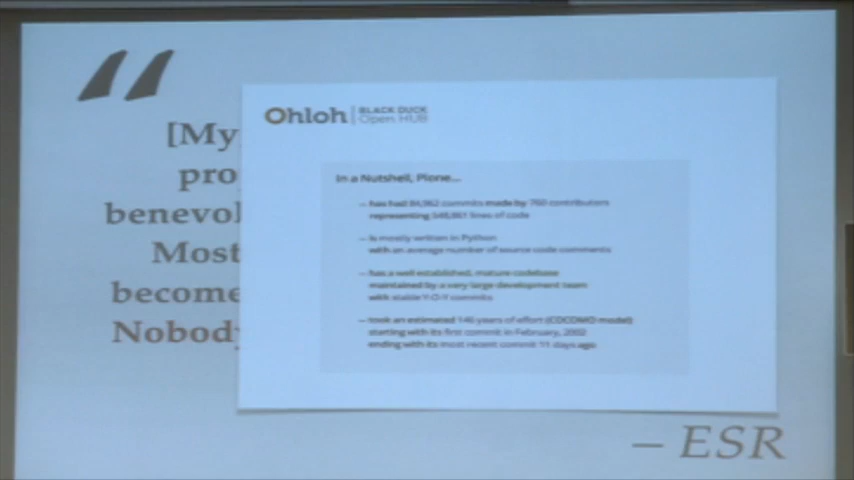 “
[My
pro
benevol
Most
become
Nobody
Ohloh BLACK DUCK
Open HUB
In a Nutshell, Plone...
— has had 84,962 commits made by 760 contributors
representing lines of code
— is mostly written in Python
with an average number of source code comments
— has a well established, mature codebase
maintained by a very large development team
with stable Y-O-Y commits
— took an estimated 146 years of effort (COCOMO model)
starting with its first commit in February, 2002
ending with its most recent commit 11 days ago
– ESR